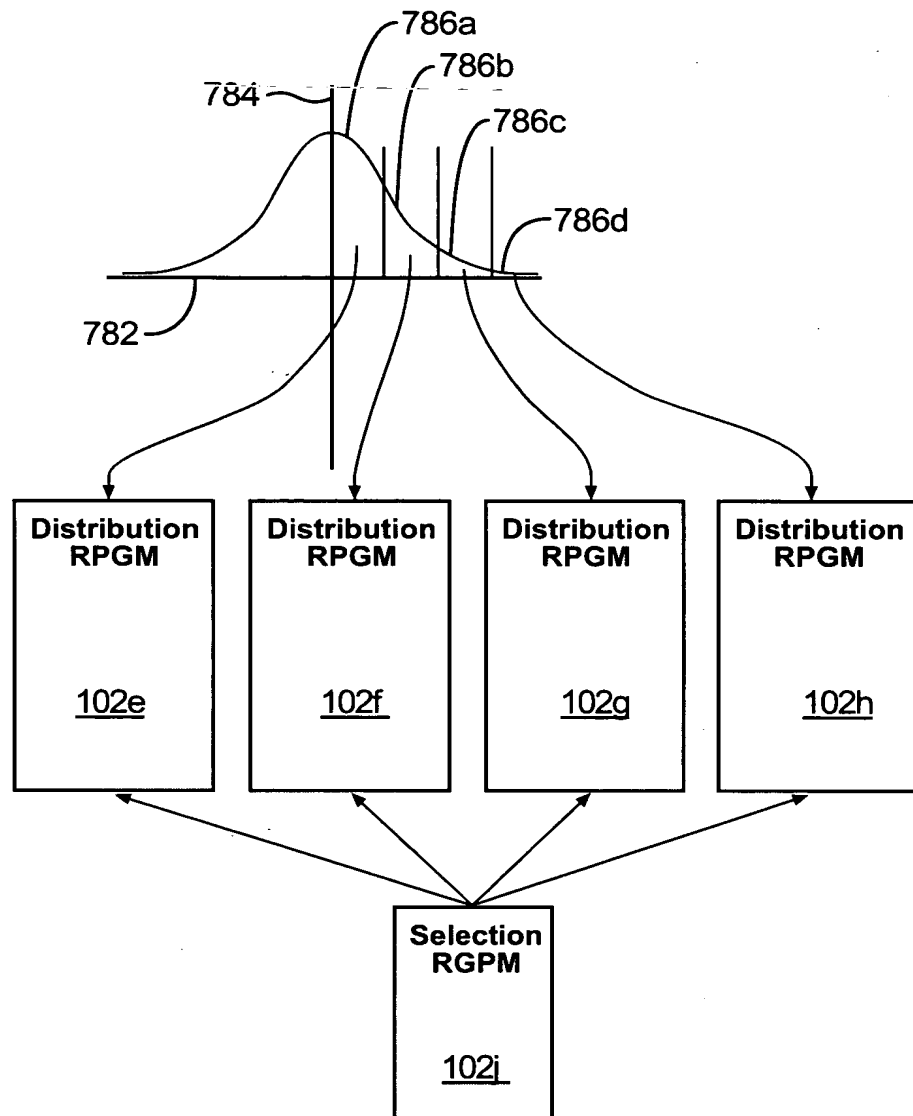 786a
786b
784
786c
786d
782
Distribution
RPGM
102e
Distribution
RPGM
102f
Distribution
RPGM
102g
Distribution
RPGM
102h
Selection
RGPM
102j